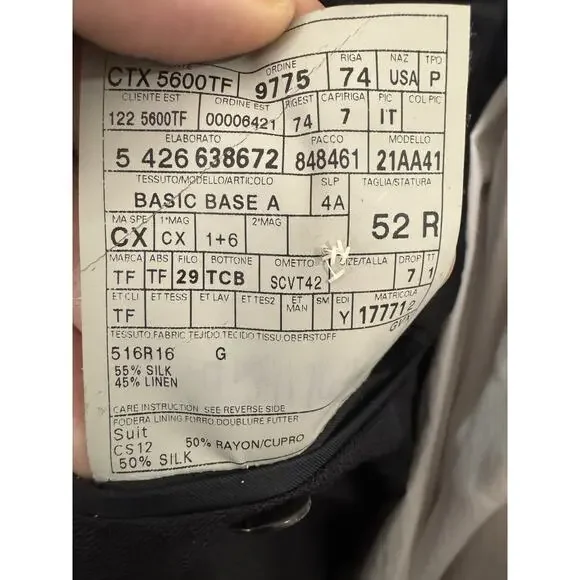 ORDINE RIGA NAZ TPO
CTX 5600TF 9775 74 USA P
CLIENTE EST ORDINE EST RIGEST CAPIRIGA PIC COL PIC
122 5600TF 00006421 74 7 IT
ELABORATO PACCO MODELLO
5 426 638672 848461 21AA41
TESSUTO/MODELLO/ARTICOLO SLP TAGLIA/STATURA
BASIC BASE A 4A 52 R
MA SPE 1°MAG 2°MAG
CX CX 1+6
MARCA ABS FILO BOTTONE OMETTO SIZE/TALLA DROP TT
TF TF 29 TCB SCVT42 7 1
ET CLI ET TESS ET LAV ET TES2 ET MAN SM EDI MATRICOLA
TF Y 177712
TESSUTO.FABRIC TEJIDO.TECIDO TISSU.OBERSTOFF
516R16 G
55% SILK
45% LINEN
CARE INSTRUCTION SEE REVERSE SIDE
FODERA LINING FORRO DOUBLURE FUTTER
Suit
CS12 50% RAYON/CUPRO
50% SILK